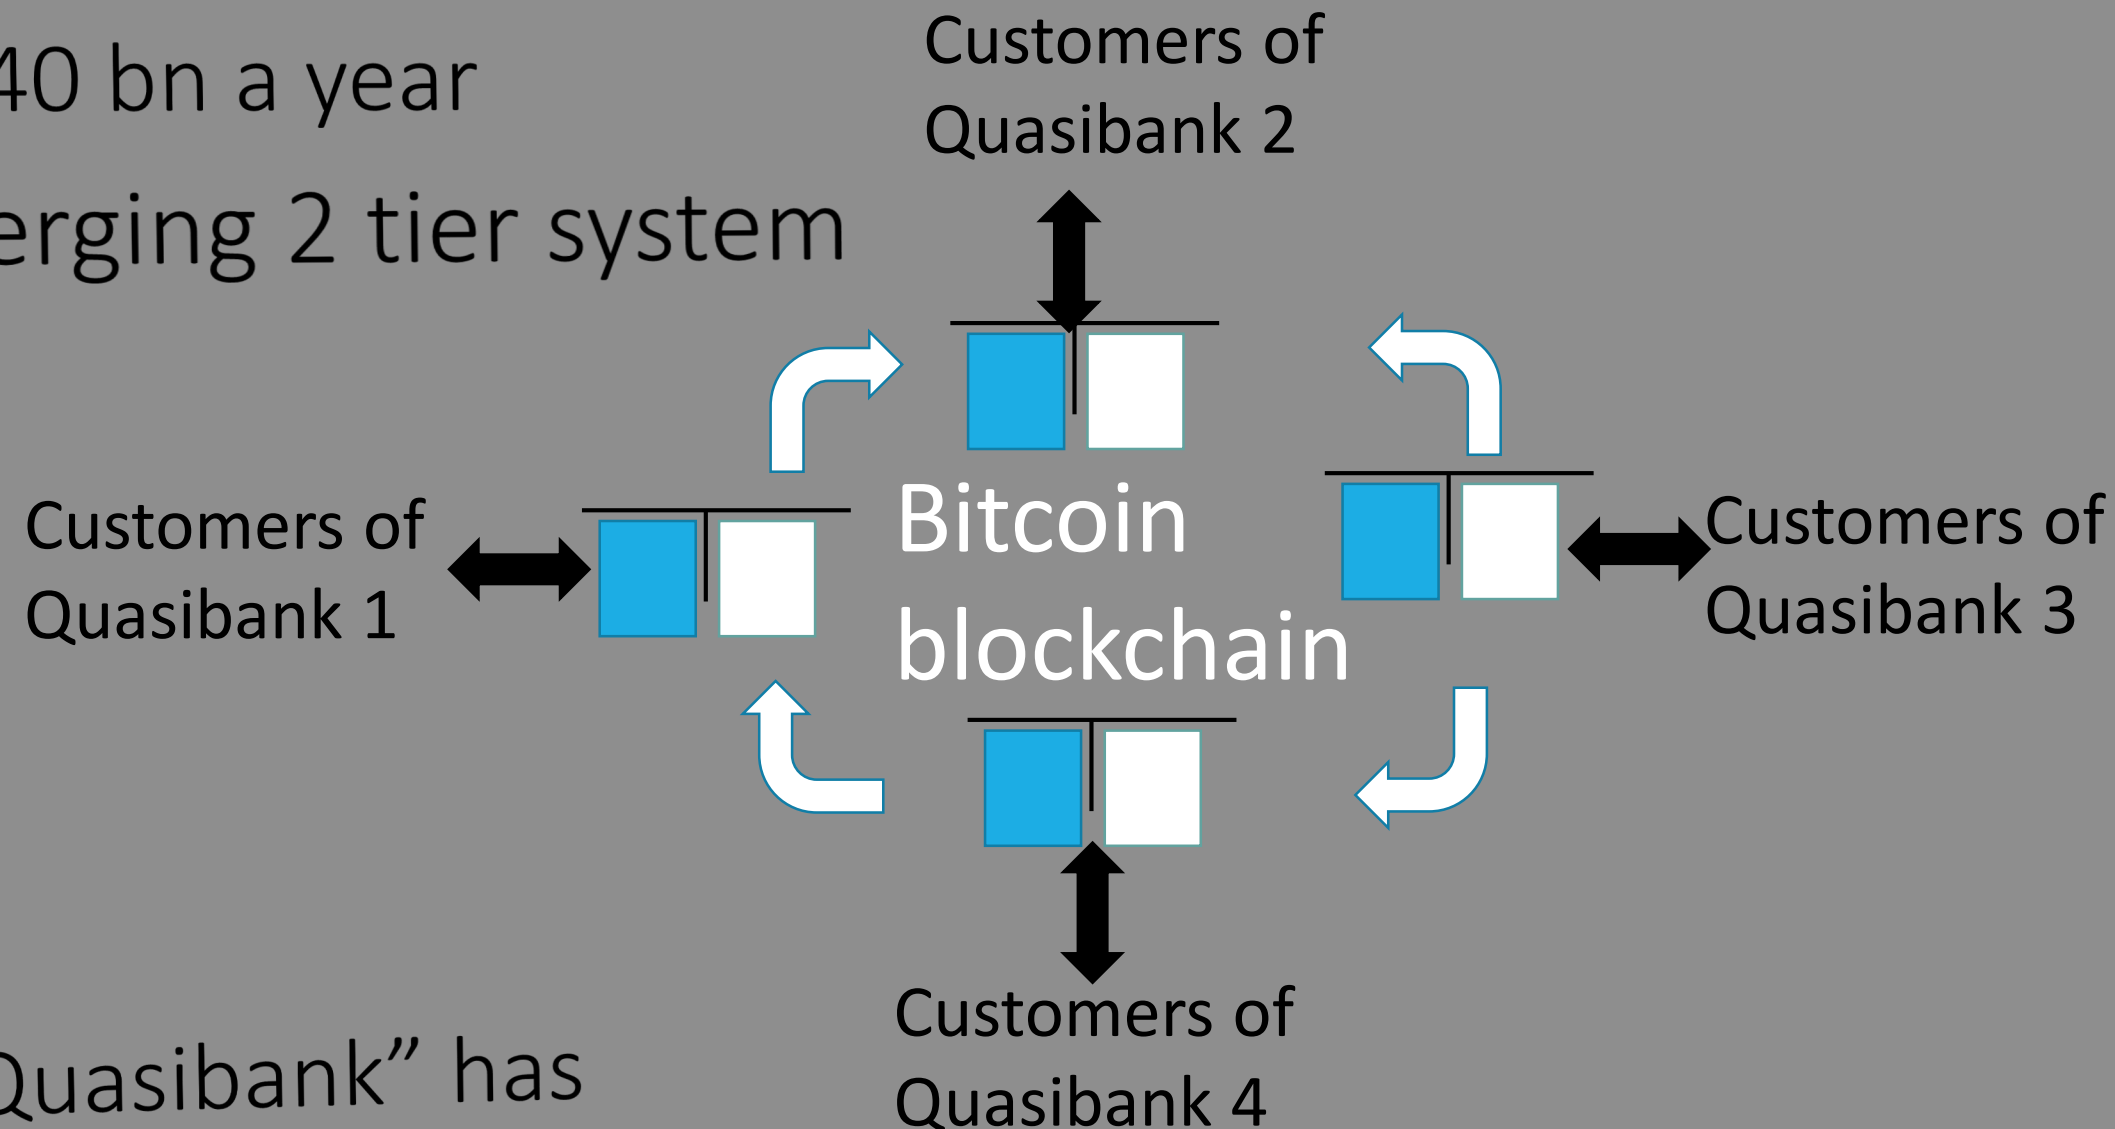 40 bn a year
erging 2 tier system
Customers of
Quasibank 2
Customers of
Quasibank 1
Bitcoin
blockchain
Customers of
Quasibank 3
Customers of
Quasibank 4
Quasibank” has